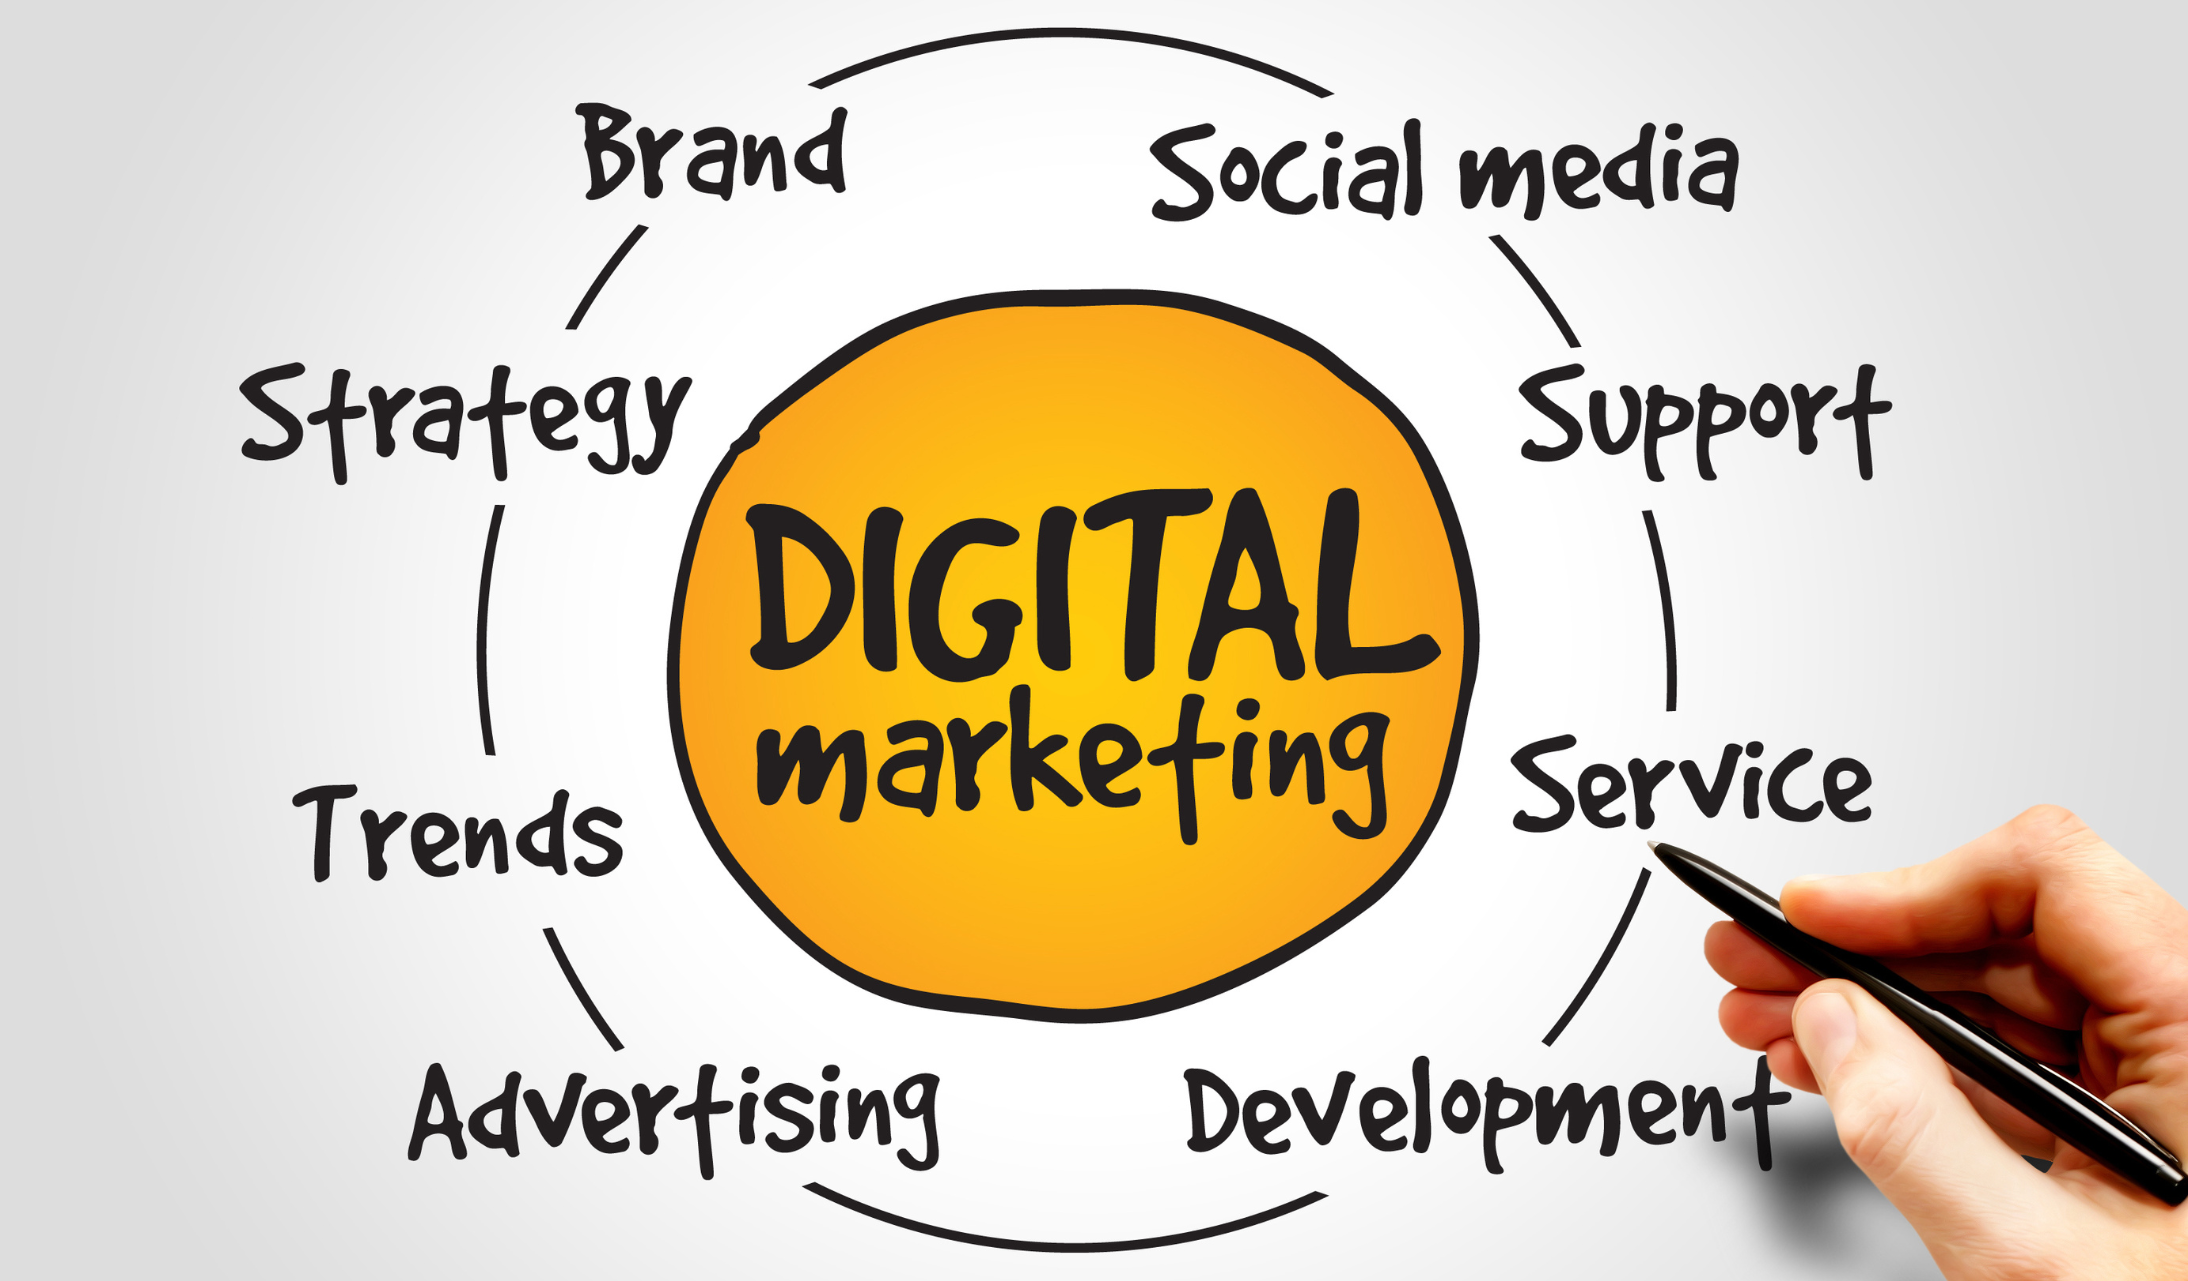 Brand
Social media
Strategy
Support
DIGITAL
marketing
Service
Trends
Advertising
Development